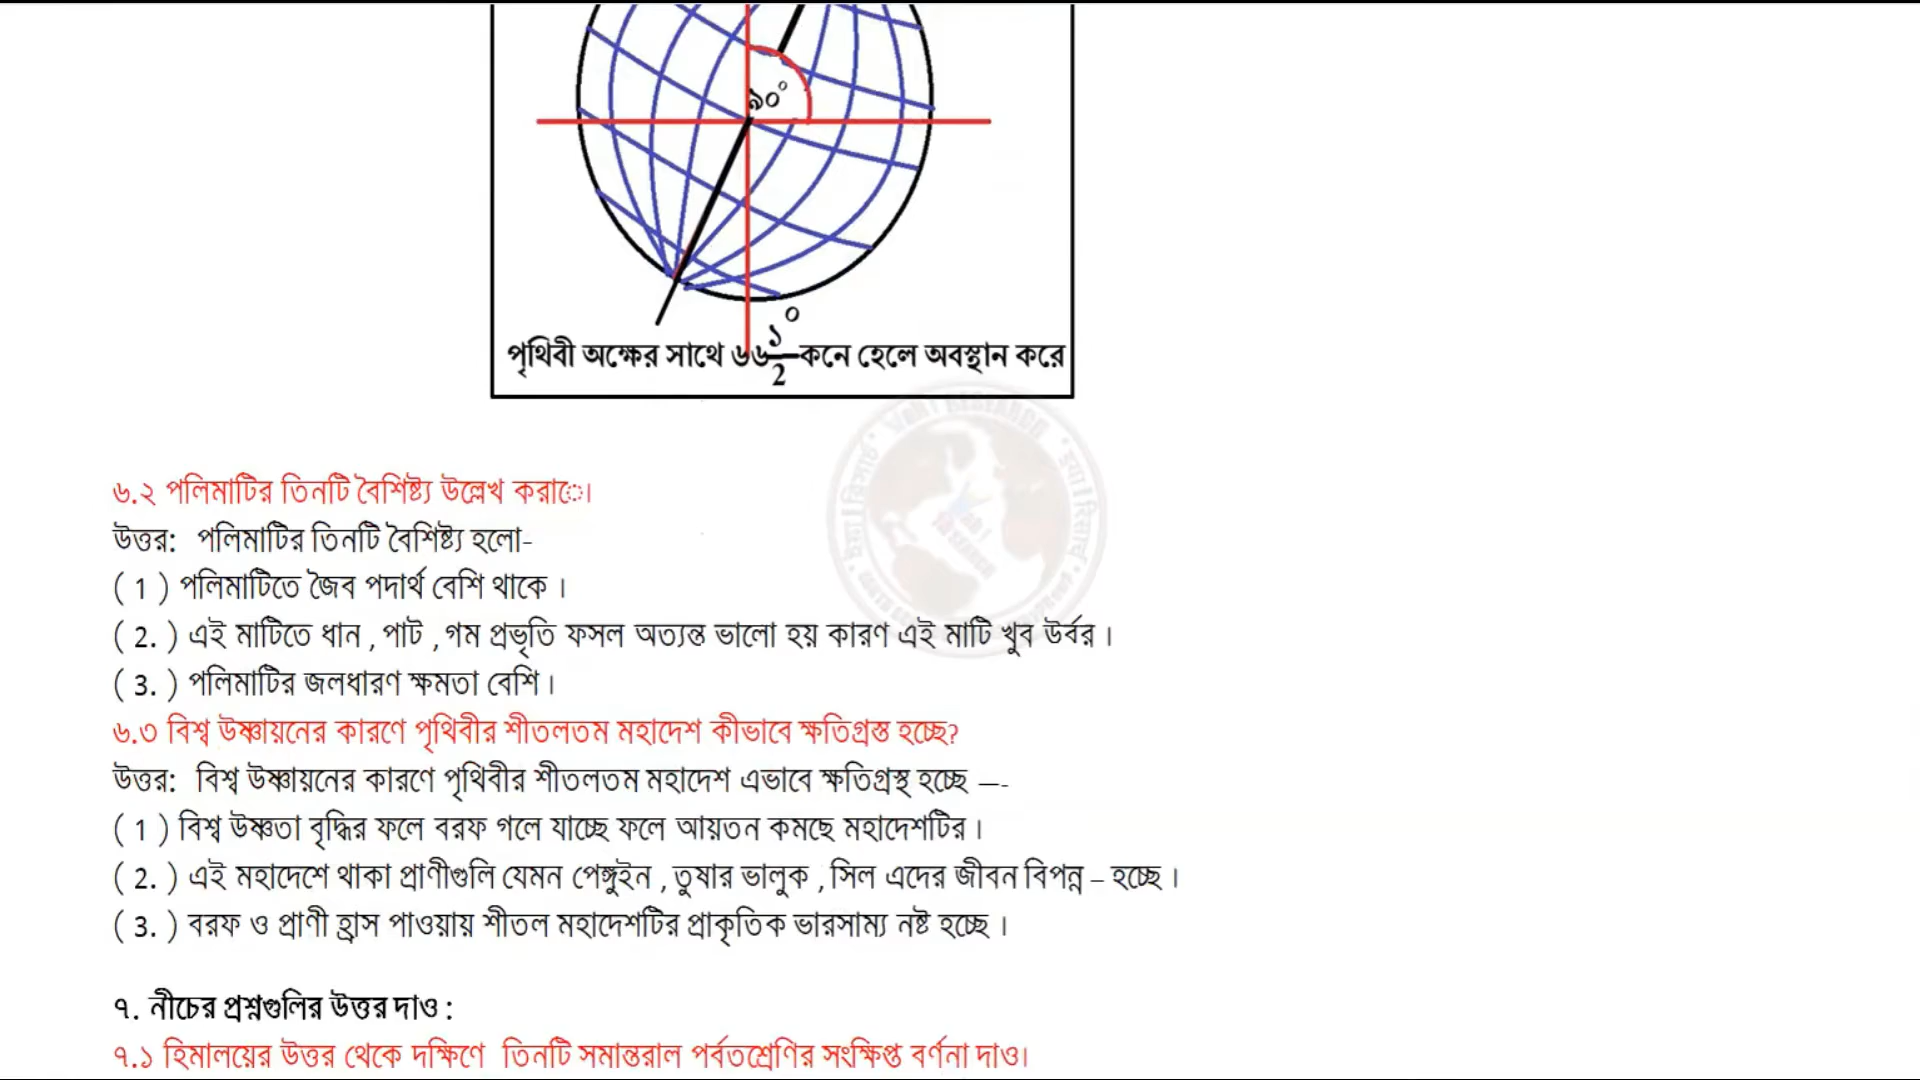 ৯০°
পৃথিবী অক্ষের সাথে ৬৬ ১/2° কনে হেলে অবস্থান করে
৬.২ পলিমাটির তিনটি বৈশিষ্ট্য উল্লেখ করাে।
উত্তর: পলিমাটির তিনটি বৈশিষ্ট্য হলো-
( 1 ) পলিমাটিতে জৈব পদার্থ বেশি থাকে ।
( 2. ) এই মাটিতে ধান , পাট , গম প্রভৃতি ফসল অত্যন্ত ভালো হয় কারণ এই মাটি খুব উর্বর ।
( 3. ) পলিমাটির জলধারণ ক্ষমতা বেশি ।
৬.৩ বিশ্ব উষ্ণায়নের কারণে পৃথিবীর শীতলতম মহাদেশ কীভাবে ক্ষতিগ্রস্ত হচ্ছে?
উত্তর: বিশ্ব উষ্ণায়নের কারণে পৃথিবীর শীতলতম মহাদেশ এভাবে ক্ষতিগ্রস্থ হচ্ছে —-
( 1 ) বিশ্ব উষ্ণতা বৃদ্ধির ফলে বরফ গলে যাচ্ছে ফলে আয়তন কমছে মহাদেশটির ।
( 2. ) এই মহাদেশে থাকা প্রাণীগুলি যেমন পেঙ্গুইন , তুষার ভালুক , সিল এদের জীবন বিপন্ন – হচ্ছে ।
( 3. ) বরফ ও প্রাণী হ্রাস পাওয়ায় শীতল মহাদেশটির প্রাকৃতিক ভারসাম্য নষ্ট হচ্ছে ।
৭. নীচের প্রশ্নগুলির উত্তর দাও :
৭.১ হিমালয়ের উত্তর থেকে দক্ষিণে তিনটি সমান্তরাল পর্বতশ্রেণির সংক্ষিপ্ত বর্ণনা দাও।